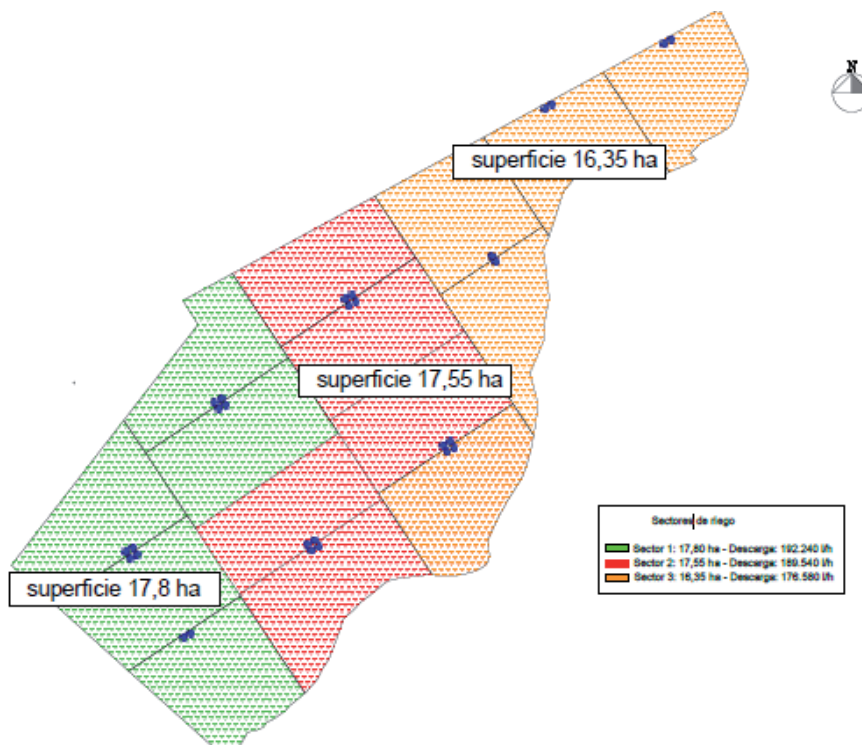 N
superficie 16,35 ha
superficie 17,55 ha
superficie 17,8 ha
Sectores de riego
Sector 1: 17,80 ha - Descarga: 192.240 l/h
Sector 2: 17,55 ha - Descarga: 189.540 l/h
Sector 3: 16,35 ha - Descarga: 176.580 l/h